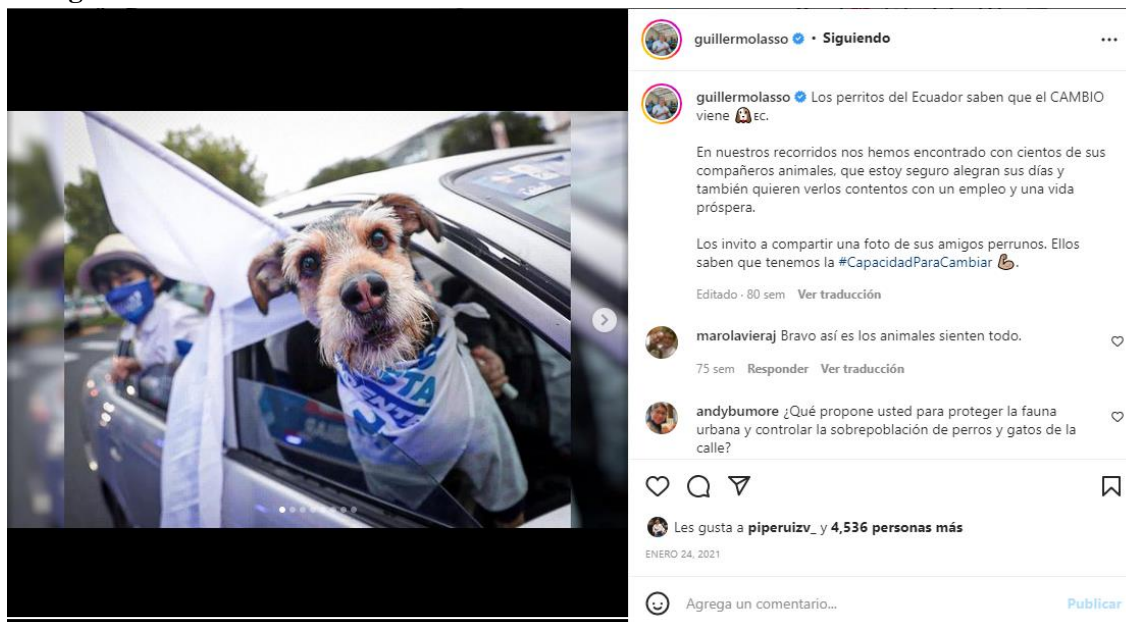 guillermolasso • Siguiendo
guillermolasso Los perritos del Ecuador saben que el CAMBIO
viene 🐶EC.
En nuestros recorridos nos hemos encontrado con cientos de sus
compañeros animales, que estoy seguro alegran sus días y
también quieren verlos contentos con un empleo y una vida
próspera.
Los invito a compartir una foto de sus amigos perrunos. Ellos
saben que tenemos la #CapacidadParaCambiar 💪.
Editado · 80 sem Ver traducción
marolavieraj Bravo así es los animales sienten todo.
75 sem Responder Ver traducción
andybumore ¿Qué propone usted para proteger la fauna
urbana y controlar la sobrepoblación de perros y gatos de la
calle?
Les gusta a piperuizv_ y 4,536 personas más
ENERO 24, 2021
Agrega un comentario... Publicar